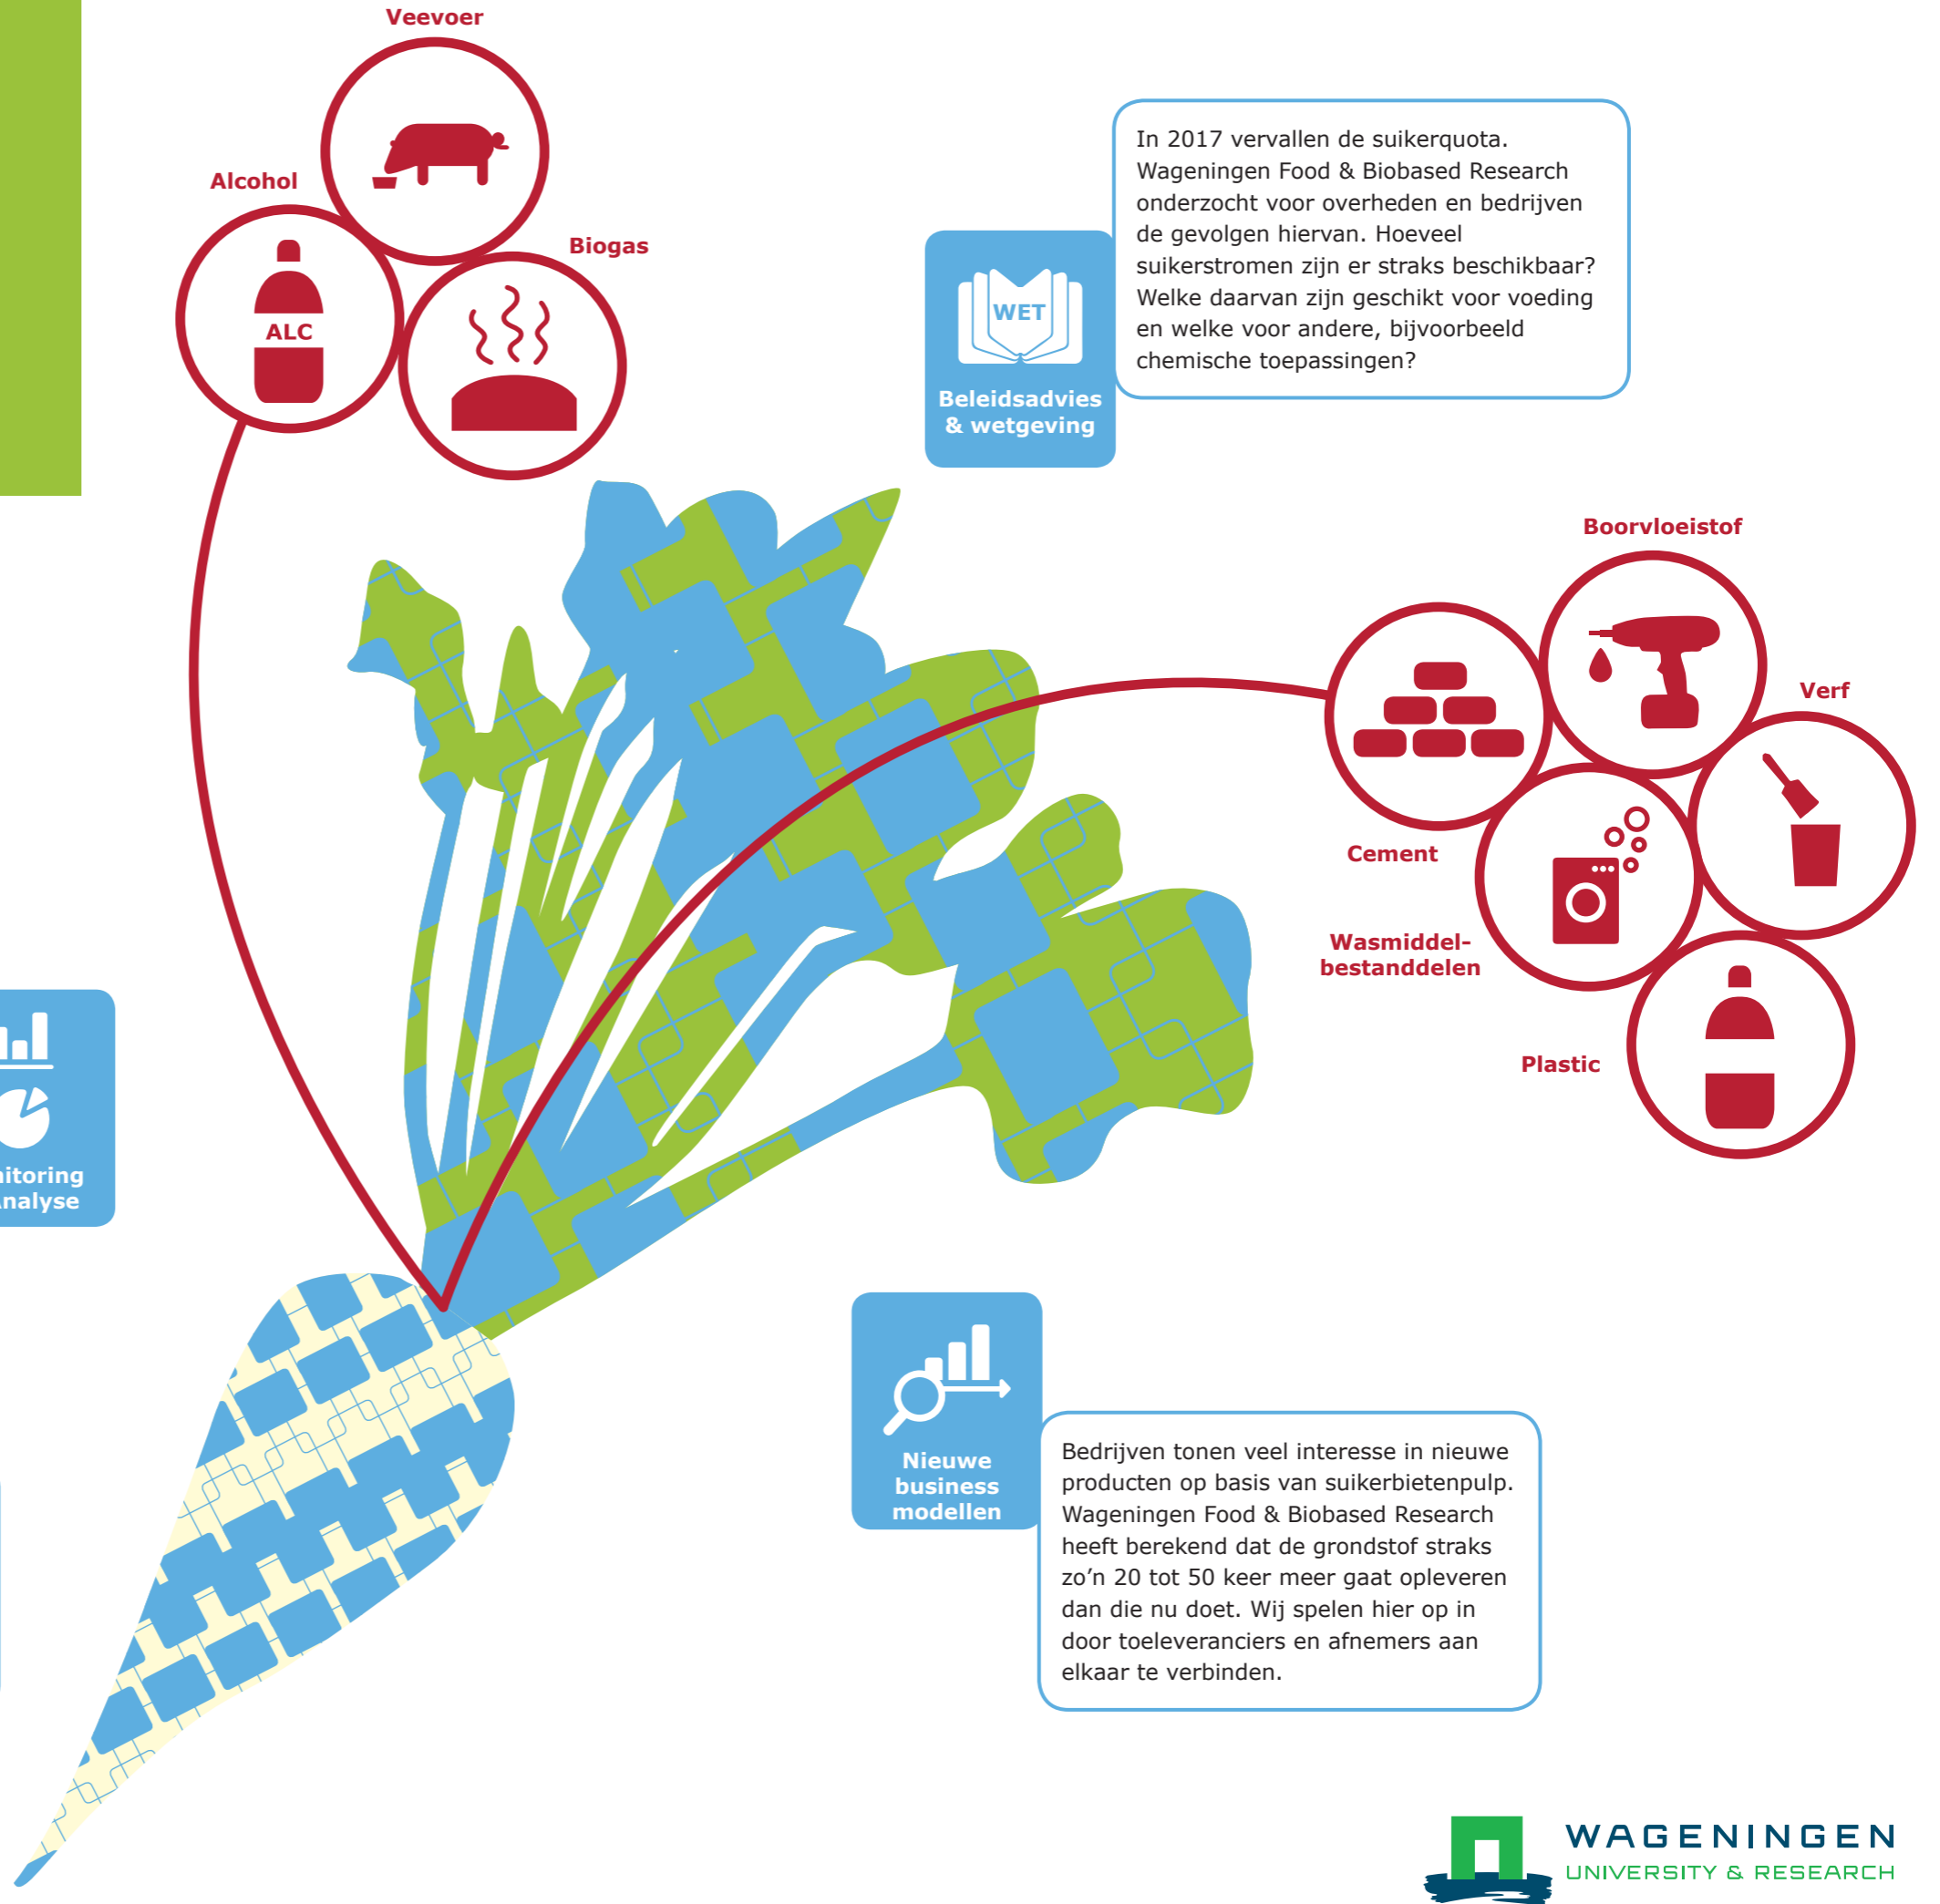 Veevoer
Alcohol
ALC
Biogas
In 2017 vervallen de suikerquota.
Wageningen Food & Biobased Research
onderzocht voor overheden en bedrijven
de gevolgen hiervan. Hoeveel
suikerstromen zijn er straks beschikbaar?
Welke daarvan zijn geschikt voor voeding
en welke voor andere, bijvoorbeeld
chemische toepassingen?
WET
Beleidsadvies
& wetgeving
Boorvloeistof
Verf
Cement
Wasmiddel-
bestanddelen
Plastic
itoring
nalyse
Nieuwe
business
modellen
Bedrijven tonen veel interesse in nieuwe
producten op basis van suikerbietenpulp.
Wageningen Food & Biobased Research
heeft berekend dat de grondstof straks
zo’n 20 tot 50 keer meer gaat opleveren
dan die nu doet. Wij spelen hier op in
door toeleveranciers en afnemers aan
elkaar te verbinden.
WAGENINGEN
UNIVERSITY & RESEARCH